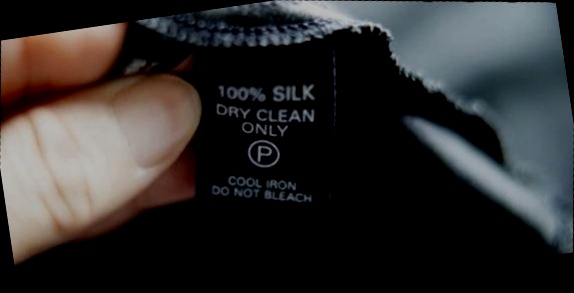 100% SILK
DRY CLEAN
ONLY
P
COOL IRON
DO NOT BLEACH